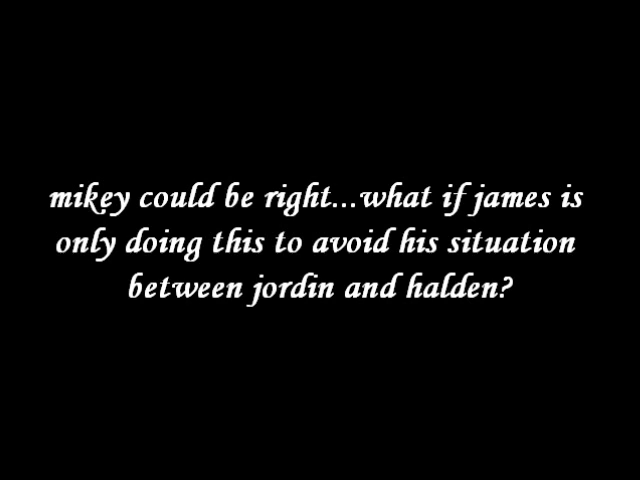 mikey could be right...what if james is
only doing this to avoid his situation
between jordin and halden?